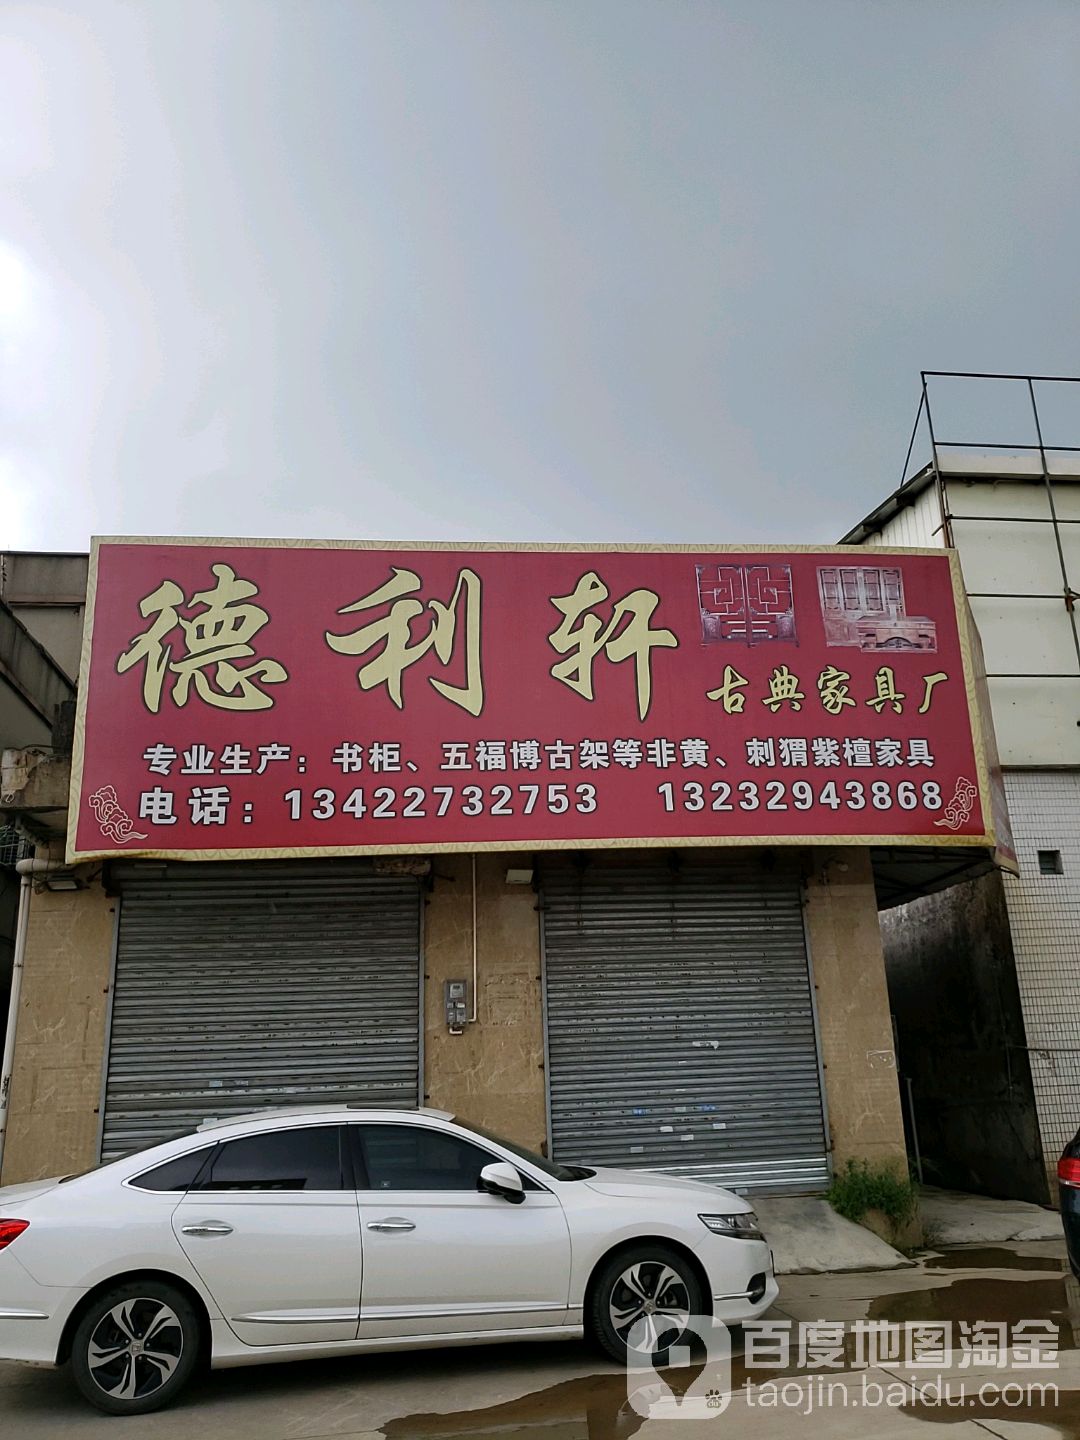 德利轩
古典家具厂
专业生产：书柜、五福博古架等非黄、刺猬紫檀家具
电话：13422732753 13232943868
百度地图淘金
taojin.baidu.com